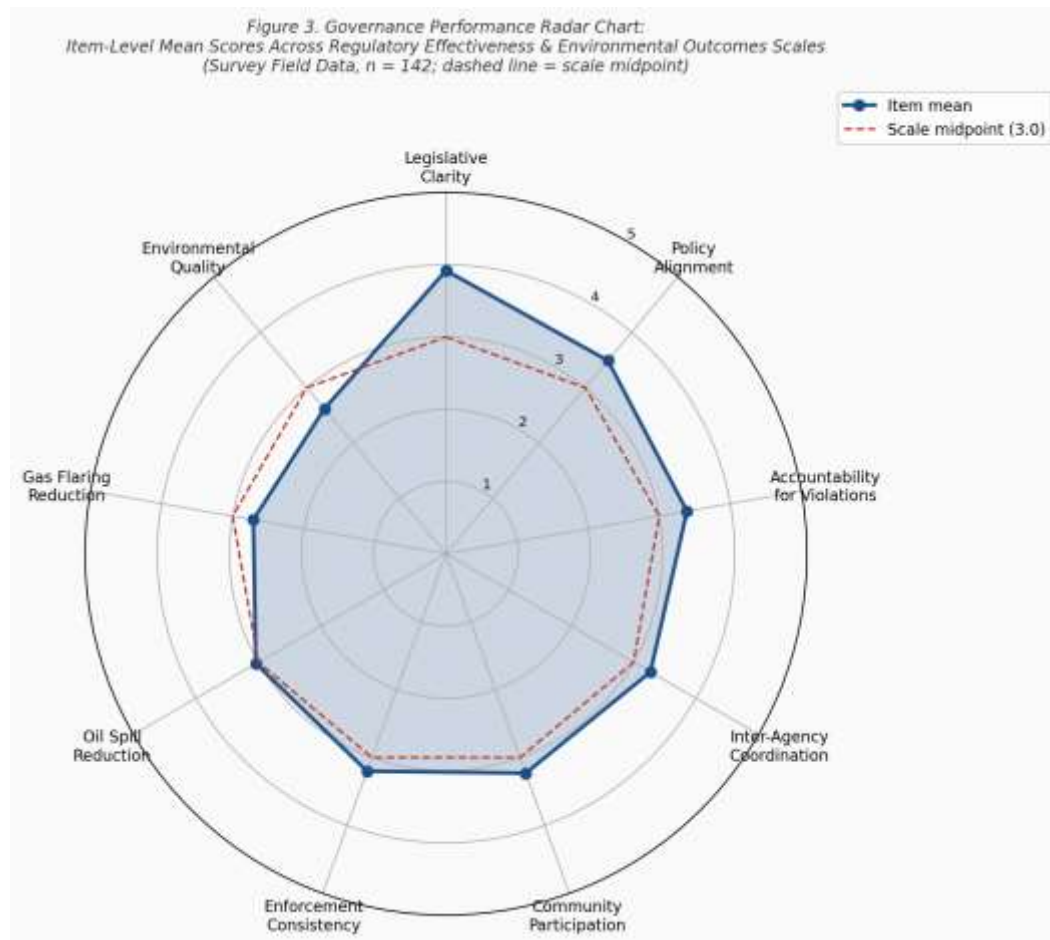 Figure 3. Governance Performance Radar Chart:
Item-Level Mean Scores Across Regulatory Effectiveness & Environmental Outcomes Scales
(Survey Field Data, n = 142; dashed line = scale midpoint)
Item mean
Scale midpoint (3.0)
Legislative
Clarity
Policy
Alignment
Accountability
for Violations
Inter-Agency
Coordination
Community
Participation
Enforcement
Consistency
Oil Spill
Reduction
Gas Flaring
Reduction
Environmental
Quality
5
4
3
2
1